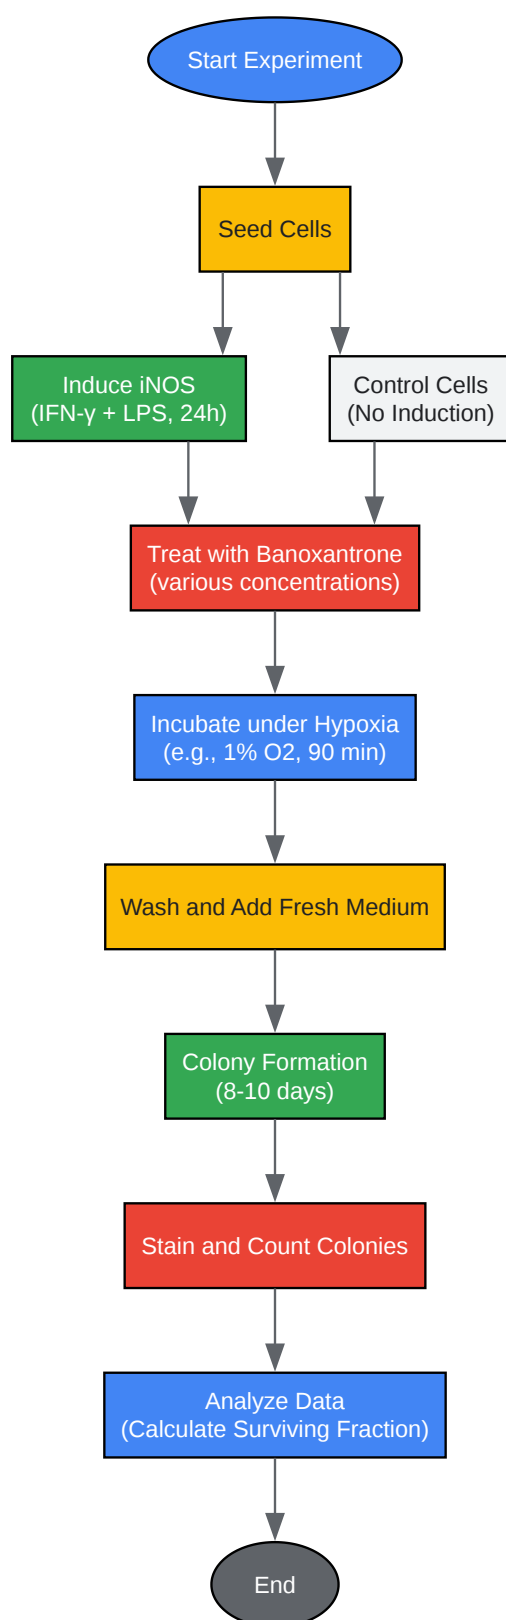 Start Experiment
Seed Cells
Induce iNOS
(IFN-γ + LPS, 24h)
Control Cells
(No Induction)
Treat with Banoxantrone
(various concentrations)
Incubate under Hypoxia
(e.g., 1% O2, 90 min)
Wash and Add Fresh Medium
Colony Formation
(8-10 days)
Stain and Count Colonies
Analyze Data
(Calculate Surviving Fraction)
End